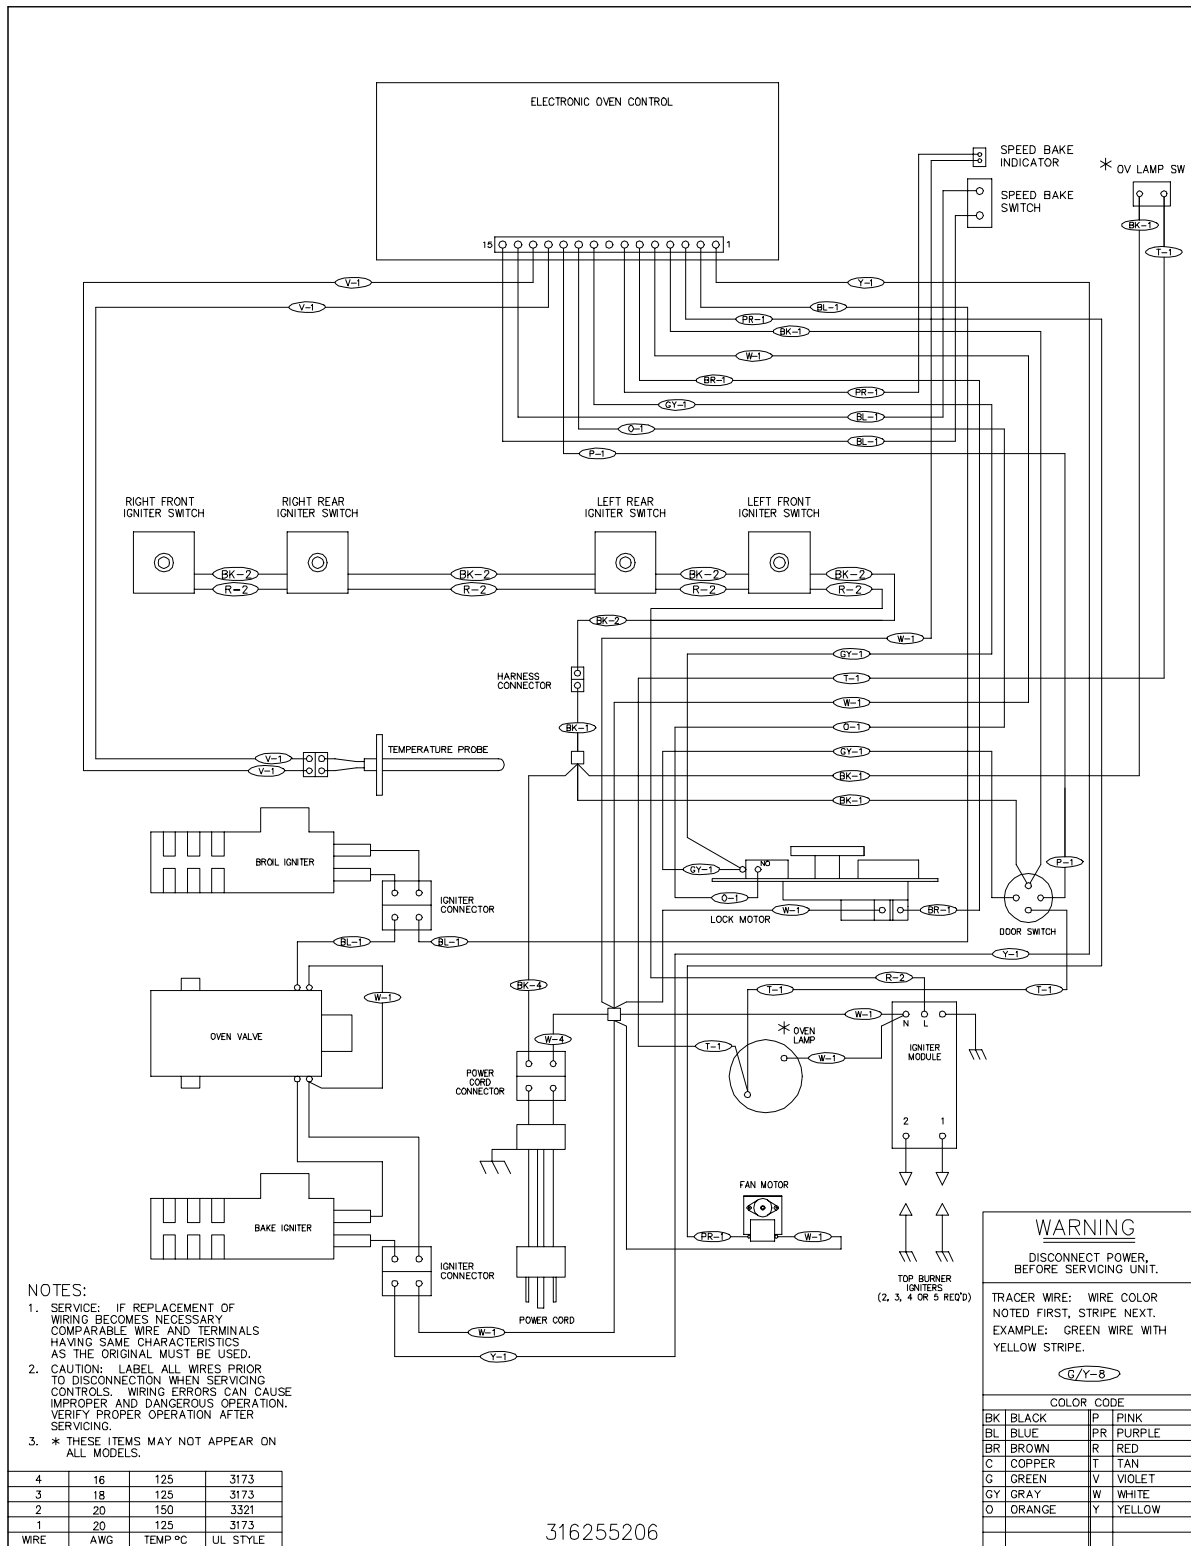 ELECTRONIC OVEN CONTROL
SPEED BAKE
INDICATOR
* OV LAMP SW
SPEED BAKE
SWITCH
BK-1
T-1
15
1
V-1
Y-1
V-1
BL-1
PR-1
BK-1
W-1
BR-1
PR-1
GY-1
BL-1
O-1
BL-1
P-1
RIGHT FRONT
IGNITER SWITCH
RIGHT REAR
IGNITER SWITCH
LEFT REAR
IGNITER SWITCH
LEFT FRONT
IGNITER SWITCH
BK-2
BK-2
BK-2
BK-2
R-2
R-2
R-2
R-2
BK-2
W-1
GY-1
HARNESS
CONNECTOR
T-1
W-1
BK-1
O-1
TEMPERATURE PROBE
GY-1
V-1
V-1
BK-1
BK-1
BROIL IGNITER
NO
GY-1
P-1
IGNITER
CONNECTOR
O-1
W-1
BR-1
LOCK MOTOR
DOOR SWITCH
BL-1
BL-1
Y-1
R-2
BK-4
T-1
T-1
W-1
OVEN VALVE
W-4
W-1
N
L
* OVEN
LAMP
IGNITER
MODULE
T-1
W-1
POWER
CORD
CONNECTOR
2
1
FAN MOTOR
BAKE IGNITER
PR-1
W-1
IGNITER
CONNECTOR
TOP BURNER
IGNITERS
(2, 3, 4 OR 5 REQ'D)
POWER CORD
W-1
Y-1
NOTES:
1. SERVICE: IF REPLACEMENT OF
WIRING BECOMES NECESSARY
COMPARABLE WIRE AND TERMINALS
HAVING SAME CHARACTERISTICS
AS THE ORIGINAL MUST BE USED.
2. CAUTION: LABEL ALL WIRES PRIOR
TO DISCONNECTION WHEN SERVICING
CONTROLS. WIRING ERRORS CAN CAUSE
IMPROPER AND DANGEROUS OPERATION.
VERIFY PROPER OPERATION AFTER
SERVICING.
3. * THESE ITEMS MAY NOT APPEAR ON
ALL MODELS.
4 16 125 3173
3 18 125 3173
2 20 150 3321
1 20 125 3173
WIRE AWG TEMP °C UL STYLE
316255206
WARNING
DISCONNECT POWER,
BEFORE SERVICING UNIT.
TRACER WIRE: WIRE COLOR
NOTED FIRST, STRIPE NEXT.
EXAMPLE: GREEN WIRE WITH
YELLOW STRIPE.
G/Y-8
COLOR CODE
BK BLACK P PINK
BL BLUE PR PURPLE
BR BROWN R RED
C COPPER T TAN
G GREEN V VIOLET
GY GRAY W WHITE
O ORANGE Y YELLOW